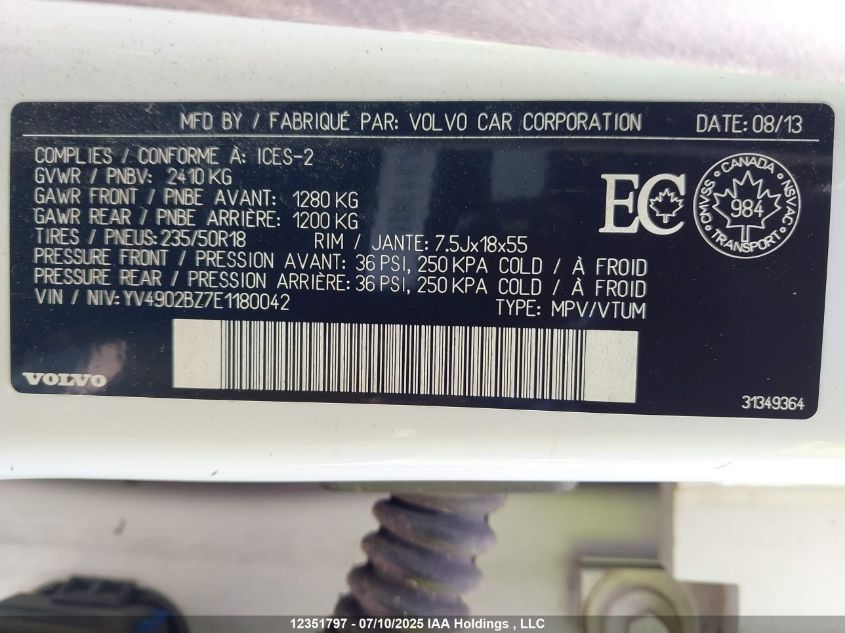 MFD BY / FABRIQUÉ PAR: VOLVO CAR CORPORATION DATE: 08/13
COMPLIES / CONFORME À: ICES-2
GVWR / PNBV: 2410 KG
GAWR FRONT / PNBE AVANT: 1280 KG
GAWR REAR / PNBE ARRIÈRE: 1200 KG
TIRES / PNEUS: 235/50R18 RIM / JANTE: 7.5Jx18x55
PRESSURE FRONT / PRESSION AVANT: 36 PSI, 250 KPA COLD / À FROID
PRESSURE REAR / PRESSION ARRIÈRE: 36 PSI, 250 KPA COLD / À FROID
VIN / NIV: YV4902BZ7E1180042 TYPE: MPV/VTUM
EC
CANADA
CMVSS NSVAC
984
TRANSPORT
VOLVO
31349364
12351797 - 07/10/2025 IAA Holdings , LLC